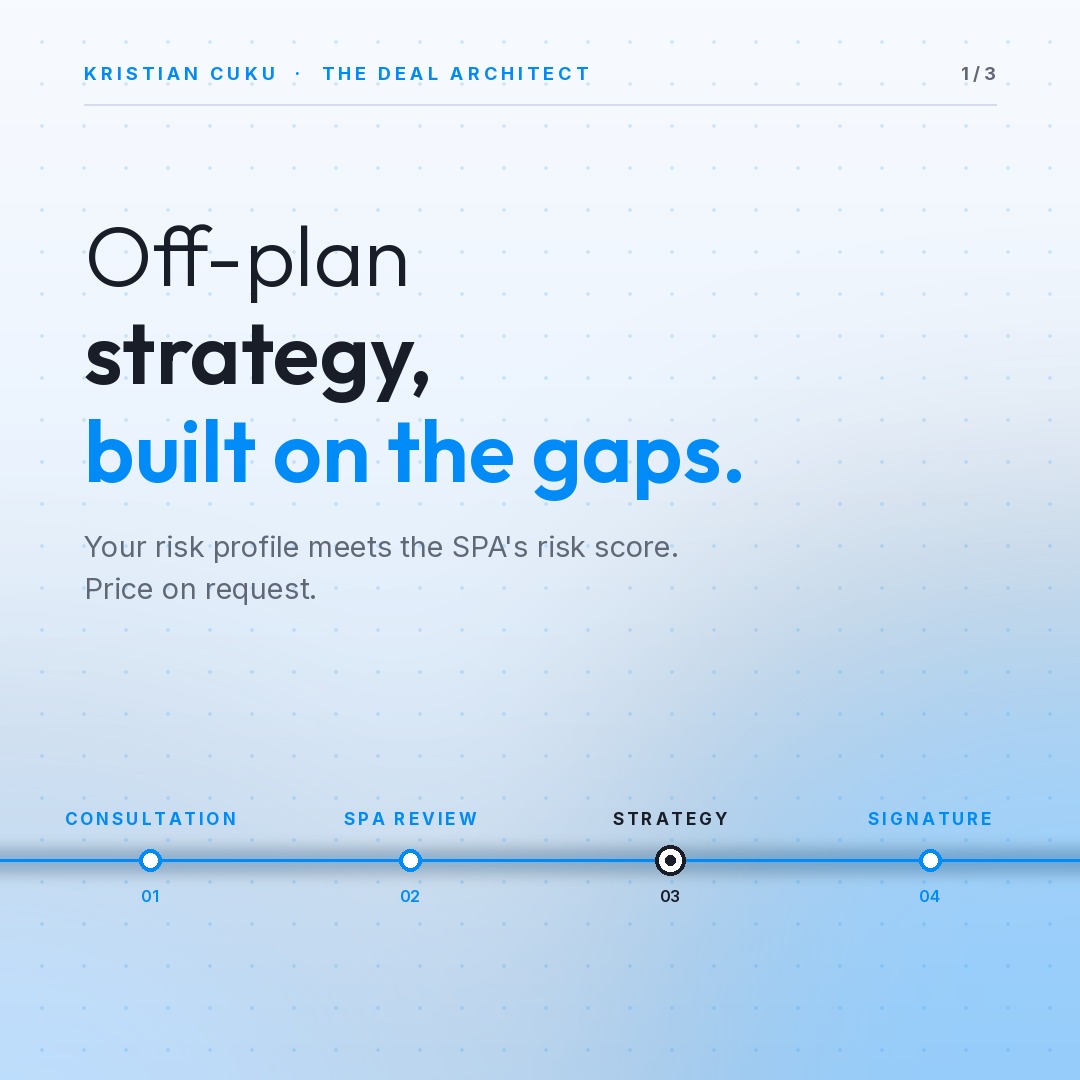 KRISTIAN CUKU · THE DEAL ARCHITECT
1/3
Off-plan
strategy,
built on the gaps.
Your risk profile meets the SPA's risk score.
Price on request.
CONSULTATION
SPA REVIEW
STRATEGY
SIGNATURE
01
02
03
04